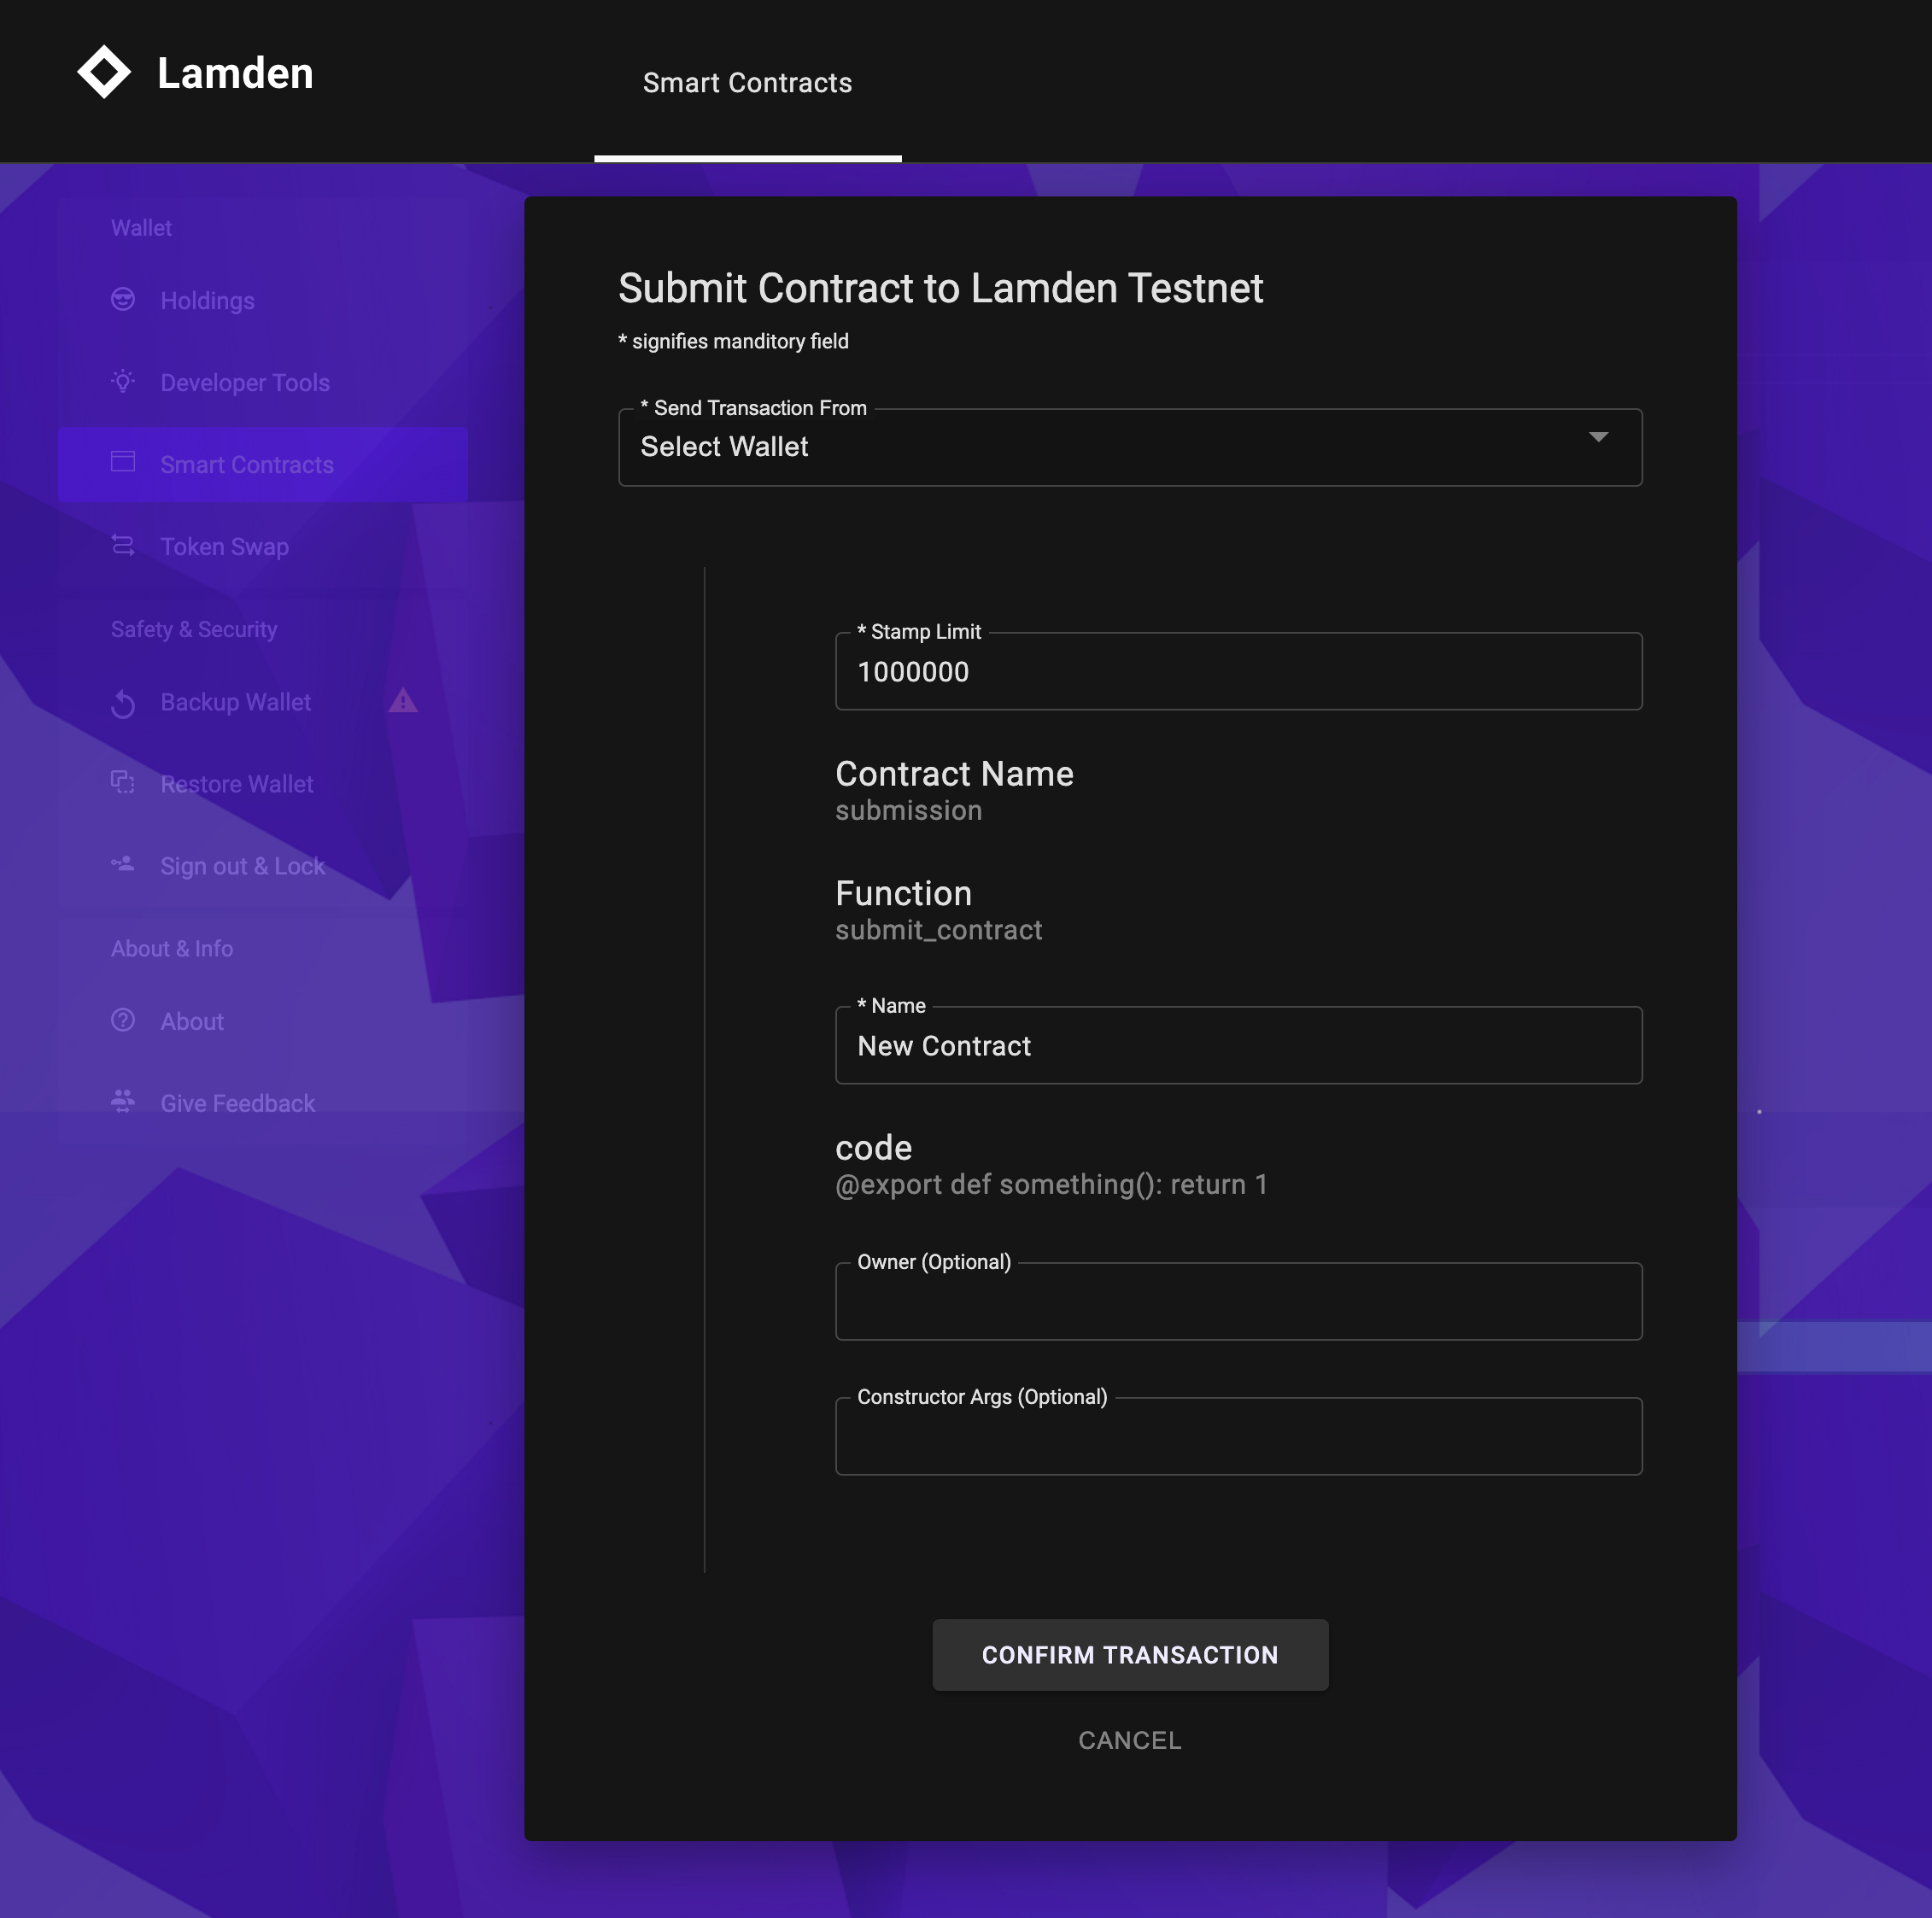 Lamden
Smart Contracts
Wallet
Holdings
Developer Tools
Smart Contracts
Token Swap
Safety & Security
Backup Wallet
Restore Wallet
Sign out & Lock
About & Info
About
Give Feedback
Submit Contract to Lamden Testnet
* signifies manditory field
* Send Transaction From
Select Wallet
* Stamp Limit
1000000
Contract Name
submission
Function
submit_contract
* Name
New Contract
code
@export def something(): return 1
Owner (Optional)
Constructor Args (Optional)
CONFIRM TRANSACTION
CANCEL